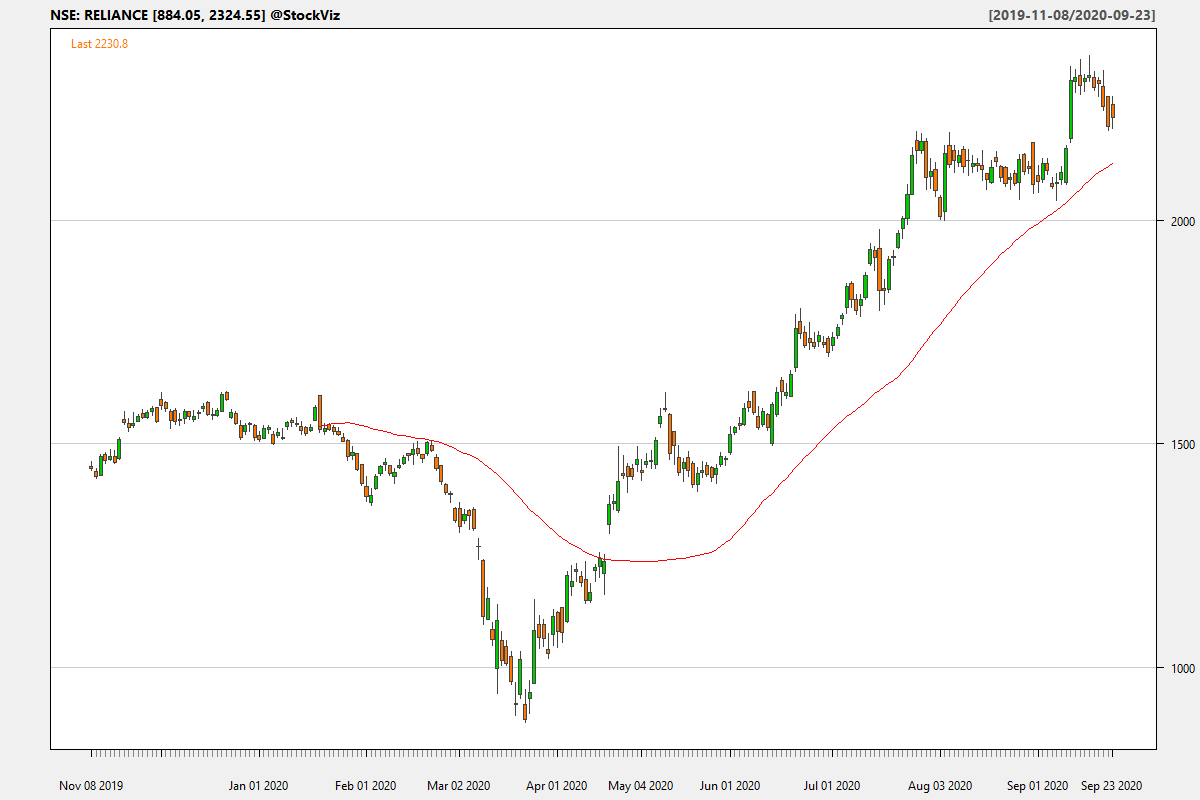 NSE: RELIANCE [884.05, 2324.55] @StockViz
[2019-11-08/2020-09-23]
Last 2230.8
2000
1500
1000
Nov 08 2019 Jan 01 2020 Feb 01 2020 Mar 02 2020 Apr 01 2020 May 04 2020 Jun 01 2020 Jul 01 2020 Aug 03 2020 Sep 01 2020 Sep 23 2020